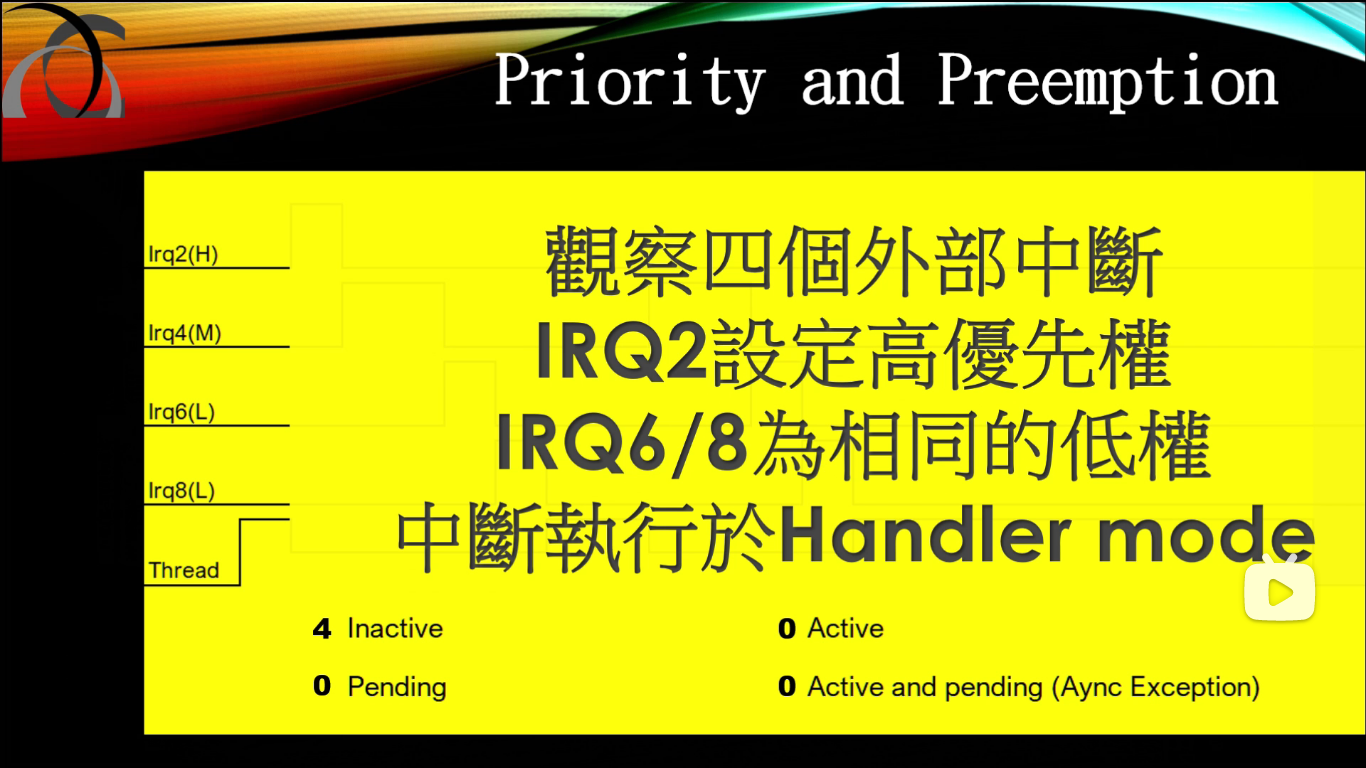 Priority and Preemption
Irq2(H)
Irq4(M)
Irq6(L)
Irq8(L)
Thread
觀察四個外部中斷
IRQ2設定高優先權
IRQ6/8為相同的低權
中斷執行於Handler mode
4 Inactive
0 Active
0 Pending
0 Active and pending (Aync Exception)